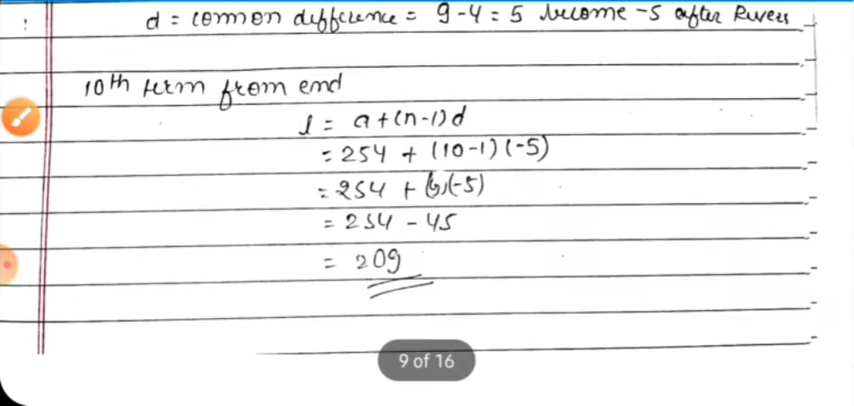 d = common difference = 9-4 = 5 become -5 after Rivers
10th term from end
l = a+(n-1)d
= 254 + (10-1)(-5)
= 254 + (9)(-5)
= 254 - 45
= 209
9 of 16